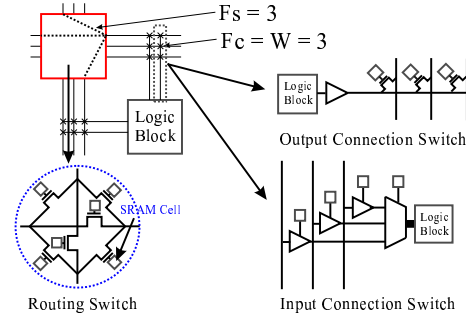 Fs = 3
Fc = W = 3
Logic
Block
Logic
Block
Output Connection Switch
SRAM Cell
Logic
Block
Routing Switch
Input Connection Switch